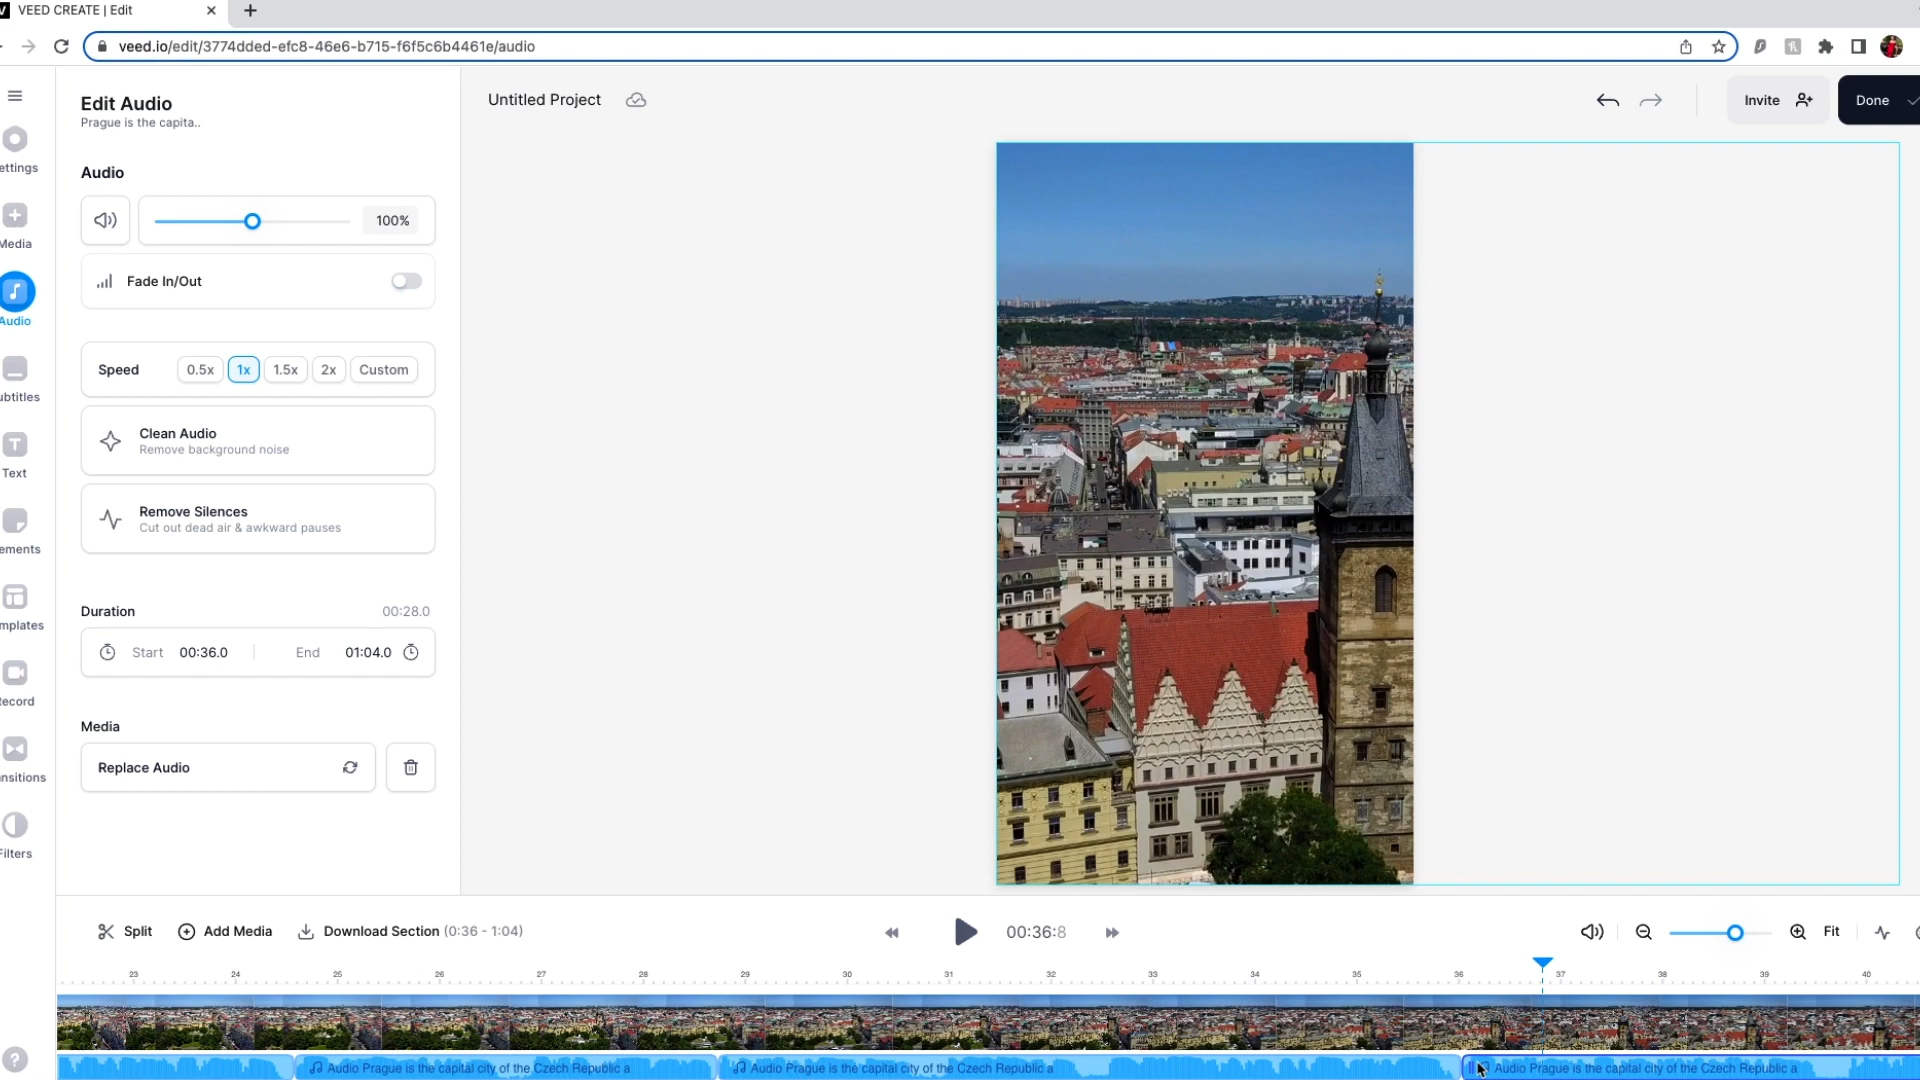 VEED CREATE | Edit
veed.io/edit/3774dded-efc8-46e6-b715-f6f5c6b4461e/audio
Edit Audio
Prague is the capita..
Untitled Project
Invite
Done
ettings
Media
Audio
ubtitles
Text
ements
mplates
ecord
nsitions
Filters
Audio
100%
Fade In/Out
Speed 0.5x 1x 1.5x 2x Custom
Clean Audio
Remove background noise
Remove Silences
Cut out dead air & awkward pauses
Duration 00:28.0
Start 00:36.0 End 01:04.0
Media
Replace Audio
Split Add Media Download Section (0:36 - 1:04) 00:36:8 Fit
23 24 25 26 27 28 29 30 31 32 33 34 35 36 37 38 39 40
Audio Prague is the capital city of the Czech Republic a
Audio Prague is the capital city of the Czech Republic a
Audio Prague is the capital city of the Czech Republic a
?